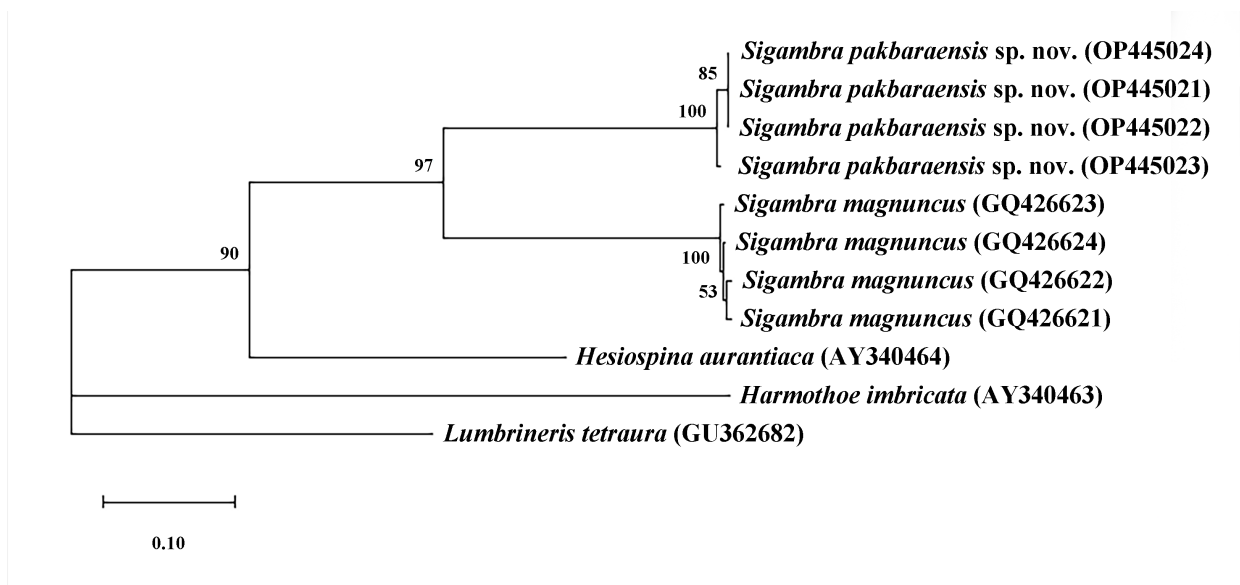 Sigambra pakbaraensis sp. nov. (OP445024)
85
Sigambra pakbaraensis sp. nov. (OP445021)
100
Sigambra pakbaraensis sp. nov. (OP445022)
97
Sigambra pakbaraensis sp. nov. (OP445023)
Sigambra magnuncus (GQ426623)
90
Sigambra magnuncus (GQ426624)
100
Sigambra magnuncus (GQ426622)
53
Sigambra magnuncus (GQ426621)
Hesiospina aurantiaca (AY340464)
Harmothoe imbricata (AY340463)
Lumbrineris tetraura (GU362682)
0.10